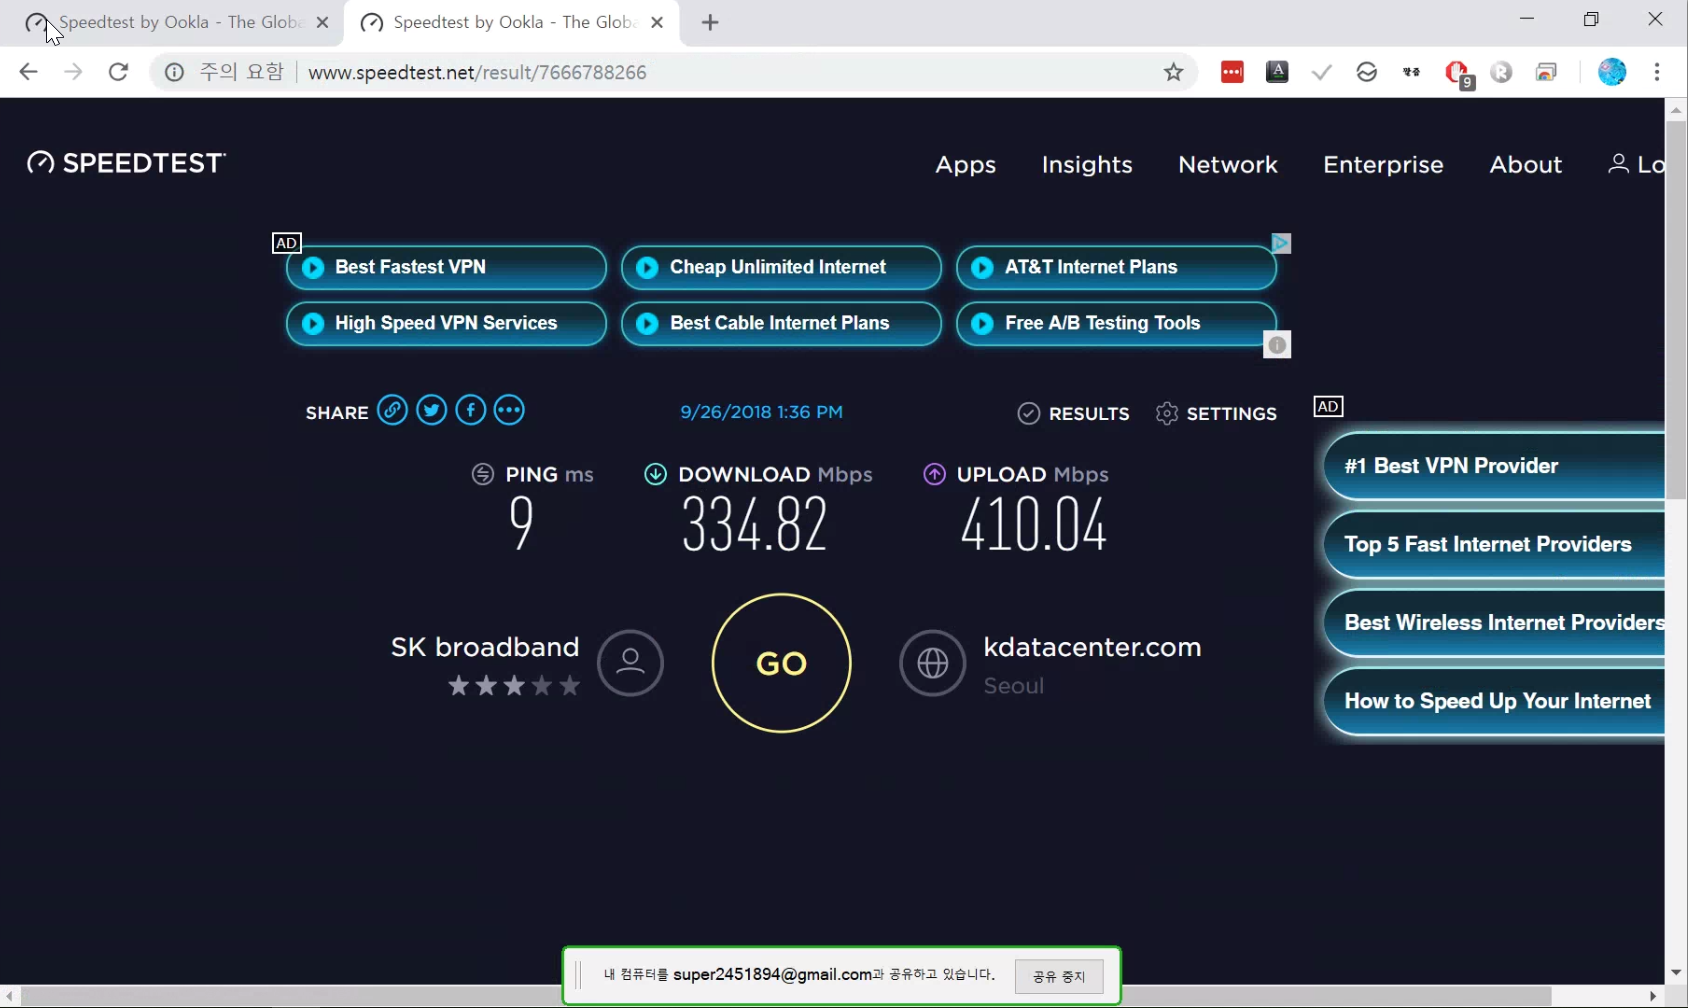 Speedtest by Ookla - The Globa
Speedtest by Ookla - The Globa
주의 요함 www.speedtest.net/result/7666788266
A
9
R
SPEEDTEST
Apps Insights Network Enterprise About Lo
AD
Best Fastest VPN
Cheap Unlimited Internet
AT&T Internet Plans
High Speed VPN Services
Best Cable Internet Plans
Free A/B Testing Tools
SHARE
9/26/2018 1:36 PM
RESULTS
SETTINGS
AD
PING ms
9
DOWNLOAD Mbps
334.82
UPLOAD Mbps
410.04
SK broadband
GO
kdatacenter.com
Seoul
#1 Best VPN Provider
Top 5 Fast Internet Providers
Best Wireless Internet Providers
How to Speed Up Your Internet
내 컴퓨터를 super2451894@gmail.com과 공유하고 있습니다.
공유 중지